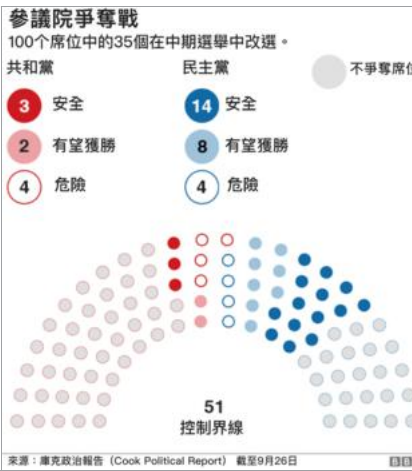 參議院爭奪戰
100个席位中的35個在中期選舉中改選。
共和黨 民主黨 不爭奪席位
3 安全 14 安全
2 有望獲勝 8 有望獲勝
4 危險 4 危險
51
控制界線
來源：庫克政治報告（Cook Political Report） 截至9月26日 BB